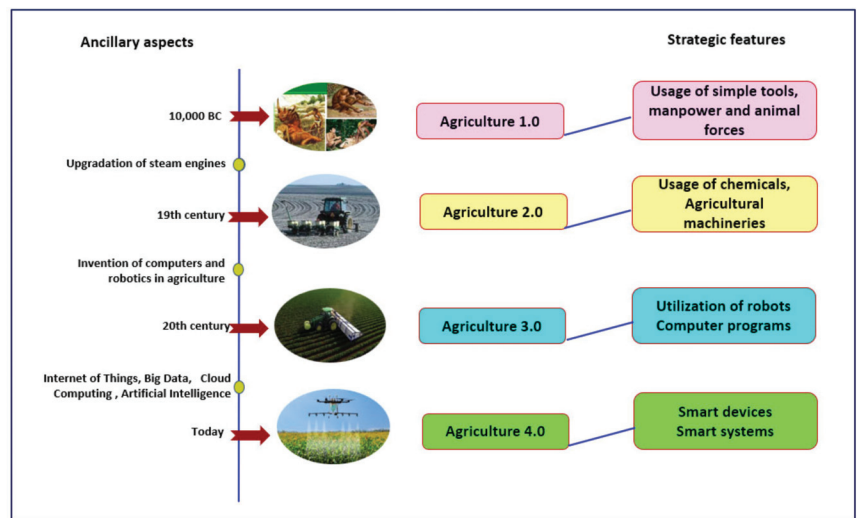 Ancillary aspects
Strategic features
10,000 BC
Agriculture 1.0
Usage of simple tools,
manpower and animal
forces
Upgradation of steam engines
19th century
Agriculture 2.0
Usage of chemicals,
Agricultural
machineries
Invention of computers and
robotics in agriculture
20th century
Agriculture 3.0
Utilization of robots
Computer programs
Internet of Things, Big Data, Cloud
Computing , Artificial Intelligence
Today
Agriculture 4.0
Smart devices
Smart systems